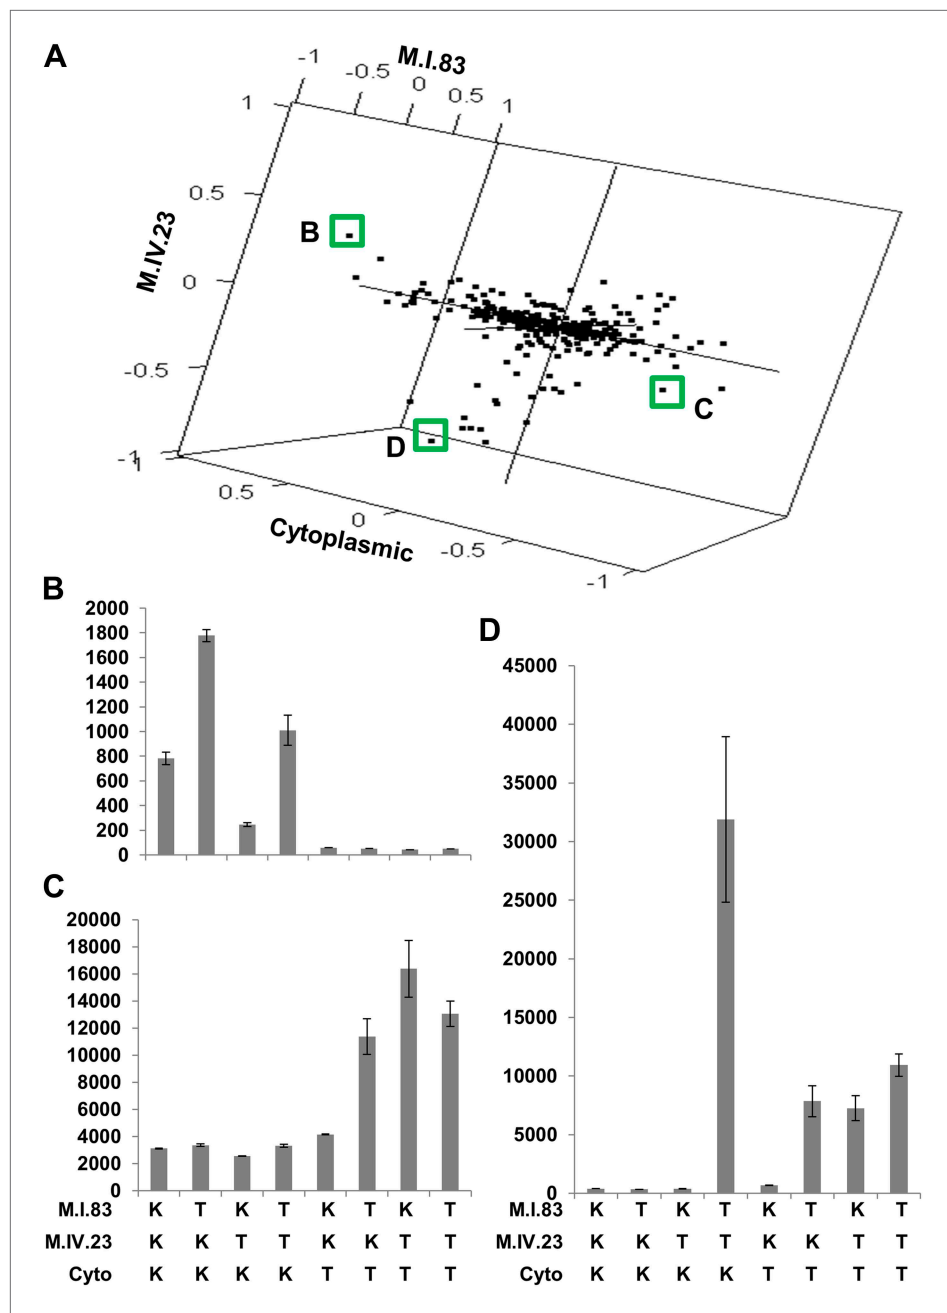 A
M.I.83
-1
-0.5
0
0.5
1
1
0.5
0
-0.5
-1
M.IV.23
B
C
D
1
0.5
0
-0.5
-1
Cytoplasmic
B
2000
1800
1600
1400
1200
1000
800
600
400
200
0
C
20000
18000
16000
14000
12000
10000
8000
6000
4000
2000
0
M.I.83 K T K T K T K T
M.IV.23 K K T T K K T T
Cyto K K K K T T T T
D
45000
40000
35000
30000
25000
20000
15000
10000
5000
0
M.I.83 K T K T K T K T
M.IV.23 K K T T K K T T
Cyto K K K K T T T T